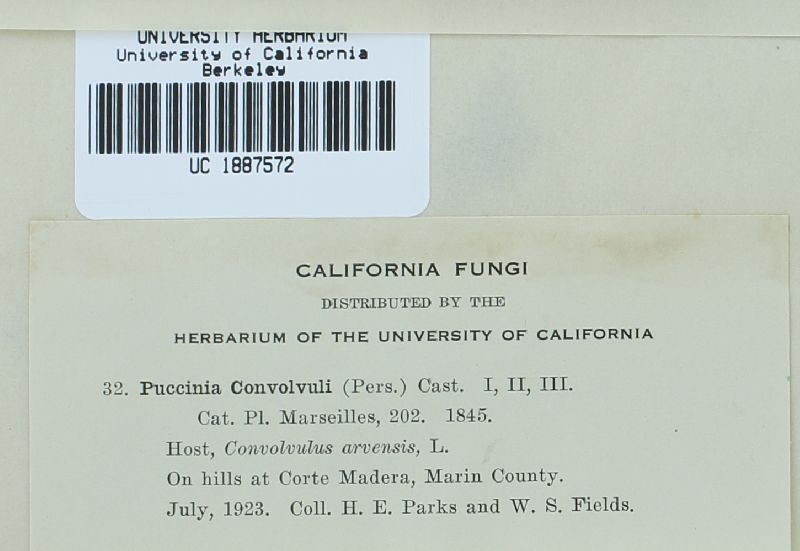 UNIVERSITY HERBARIUM
University of California
Berkeley
UC 1887572
CALIFORNIA FUNGI
DISTRIBUTED BY THE
HERBARIUM OF THE UNIVERSITY OF CALIFORNIA
32. Puccinia Convolvuli (Pers.) Cast. I, II, III.
Cat. Pl. Marseilles, 202. 1845.
Host, Convolvulus arvensis, L.
On hills at Corte Madera, Marin County.
July, 1923. Coll. H. E. Parks and W. S. Fields.